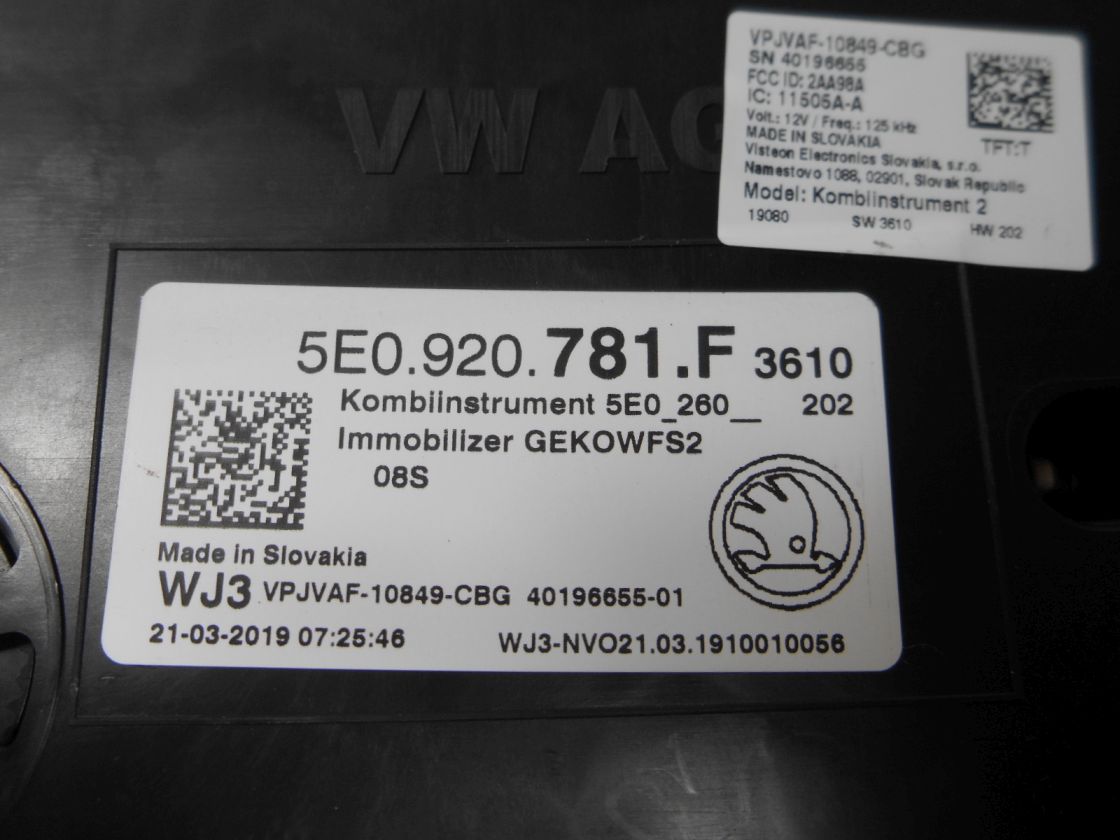 VW AG
VPJVAF-10849-CBG
SN 40196655
FCC ID: 2AA98A
IC: 11505A-A
Volt.: 12V / Freq.: 125 kHz
MADE IN SLOVAKIA
TFT:T
Visteon Electronics Slovakia, s.r.o.
Namestovo 1088, 02901, Slovak Republic
Model: Kombiinstrument 2
19080 SW 3610 HW 202
5E0.920.781.F 3610
Kombiinstrument 5E0_260__ 202
Immobilizer GEKOWFS2
08S
Made in Slovakia
WJ3 VPJVAF-10849-CBG 40196655-01
21-03-2019 07:25:46 WJ3-NVO21.03.1910010056